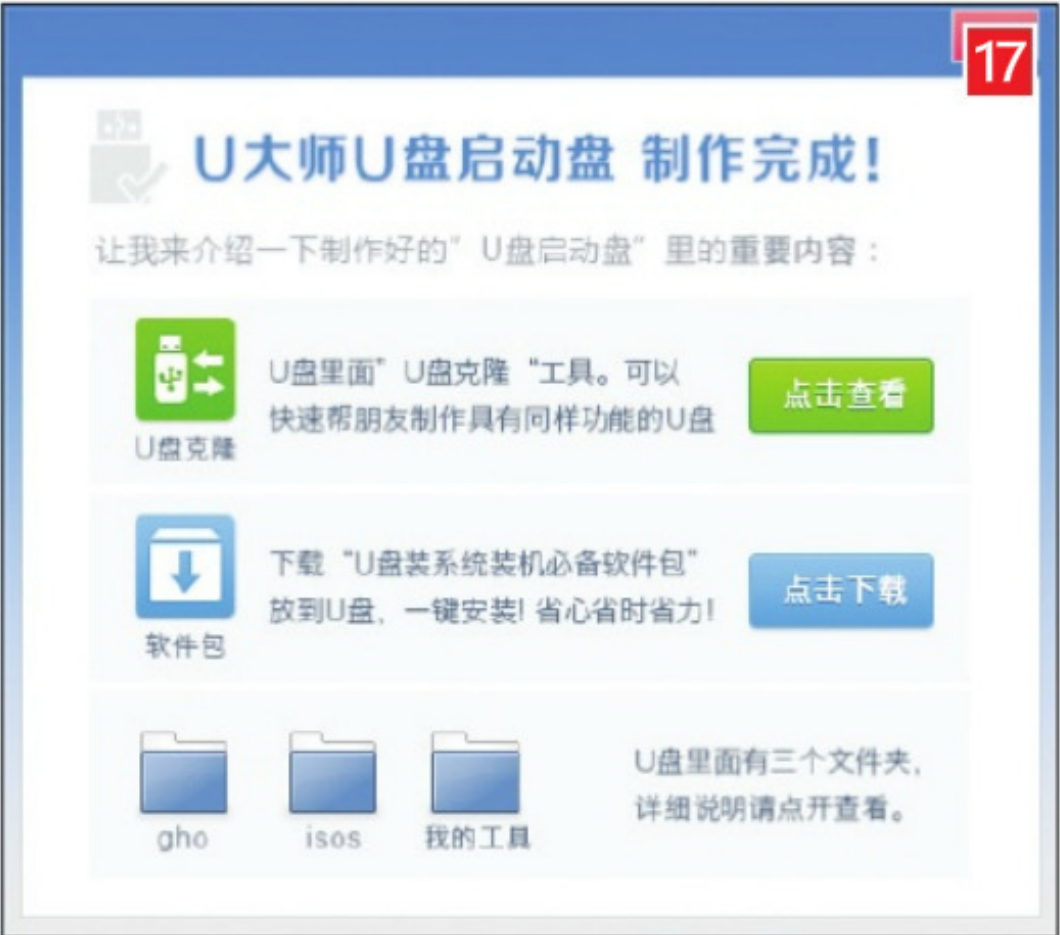 17
U大师U盘启动盘 制作完成!
让我来介绍一下制作好的”U盘启动盘”里的重要内容：
U盘里面”U盘克隆“工具。可以
快速帮朋友制作具有同样功能的U盘
点击查看
U盘克隆
下载“U盘装系统装机必备软件包”
放到U盘，一键安装! 省心省时省力!
点击下载
软件包
gho
isos
我的工具
U盘里面有三个文件夹，
详细说明请点开查看。